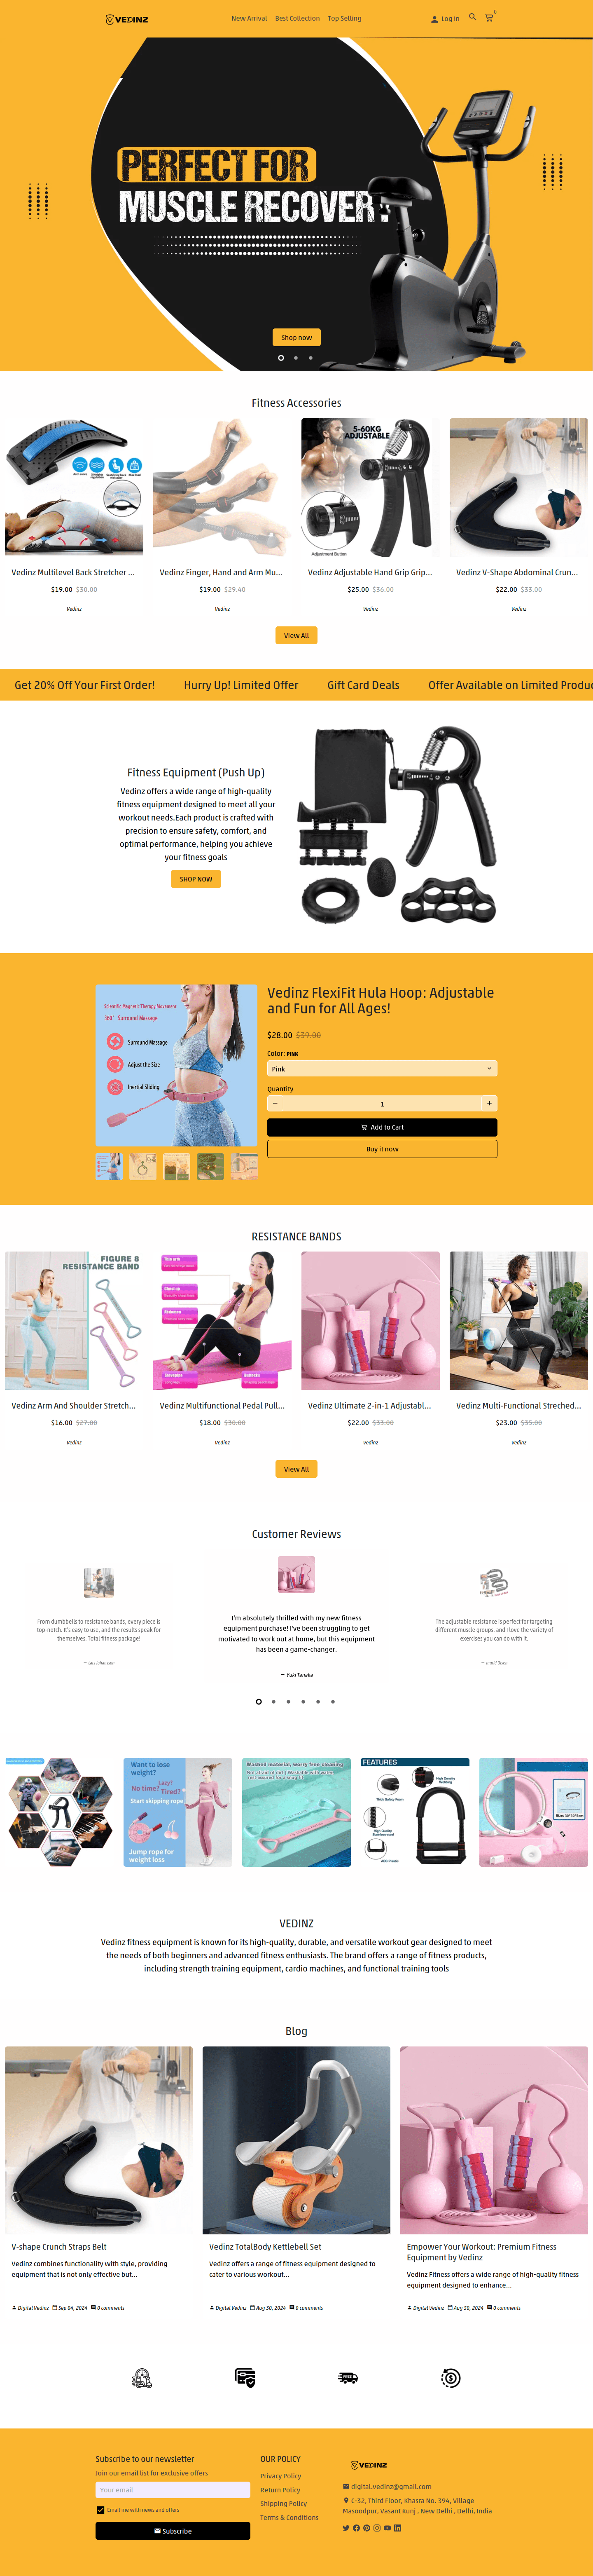 VEDINZ
New Arrival Best Collection Top Selling
Log In
0
PERFECT FOR
MUSCLE RECOVER?
Shop now
Fitness Accessories
5-60KG
ADJUSTABLE
Adjustment Button
Vedinz Multilevel Back Stretcher ...
$19.00 $30.00
Vedinz
Vedinz Finger, Hand and Arm Mu...
$19.00 $29.40
Vedinz
Vedinz Adjustable Hand Grip Grip...
$25.00 $36.00
Vedinz
Vedinz V-Shape Abdominal Crun...
$22.00 $33.00
Vedinz
View All
Get 20% Off Your First Order! Hurry Up! Limited Offer Gift Card Deals Offer Available on Limited Produc
Fitness Equipment (Push Up)
Vedinz offers a wide range of high-quality
fitness equipment designed to meet all your
workout needs.Each product is crafted with
precision to ensure safety, comfort, and
optimal performance, helping you achieve
your fitness goals
SHOP NOW
Scientific Magnetic Therapy Movement
360° Surround Massage
Surround Massage
Adjust the Size
Inertial Sliding
Vedinz FlexiFit Hula Hoop: Adjustable
and Fun for All Ages!
$28.00 $39.00
Color: PINK
Pink
Quantity
1
Add to Cart
Buy it now
RESISTANCE BANDS
FIGURE 8
RESISTANCE BAND
Vedinz Arm And Shoulder Stretch...
$16.00 $27.00
Vedinz
Vedinz Multifunctional Pedal Pull...
$18.00 $30.00
Vedinz
Vedinz Ultimate 2-in-1 Adjustabl...
$22.00 $33.00
Vedinz
Vedinz Multi-Functional Streched...
$23.00 $35.00
Vedinz
View All
Customer Reviews
From dumbbells to resistance bands, every piece is
top-notch. It's easy to use, and the results speak for
themselves. Total fitness package!
— Lars Johansson
I'm absolutely thrilled with my new fitness
equipment purchase! I've been struggling to get
motivated to work out at home, but this equipment
has been a game-changer.
— Yuki Tanaka
The adjustable resistance is perfect for targeting
different muscle groups, and I love the variety of
exercises you can do with it.
— Ingrid Olsen
Want to lose
weight?
Lazy?
No time? Tired?
Start skipping rope
Jump rope for
weight loss
Washed material, worry free cleaning
FEATURES
VEDINZ
Vedinz fitness equipment is known for its high-quality, durable, and versatile workout gear designed to meet
the needs of both beginners and advanced fitness enthusiasts. The brand offers a range of fitness products,
including strength training equipment, cardio machines, and functional training tools
Blog
V-shape Crunch Straps Belt
Vedinz combines functionality with style, providing
equipment that is not only effective but...
Digital Vedinz Sep 04, 2024 0 comments
Vedinz TotalBody Kettlebell Set
Vedinz offers a range of fitness equipment designed to
cater to various workout...
Digital Vedinz Aug 30, 2024 0 comments
Empower Your Workout: Premium Fitness
Equipment by Vedinz
Vedinz Fitness offers a wide range of high-quality fitness
equipment designed to enhance...
Digital Vedinz Aug 30, 2024 0 comments
Subscribe to our newsletter
Join our email list for exclusive offers
Your email
Email me with news and offers
Subscribe
OUR POLICY
Privacy Policy
Return Policy
Shipping Policy
Terms & Conditions
VEDINZ
digital.vedinz@gmail.com
C-32, Third Floor, Khasra No. 394, Village
Masoodpur, Vasant Kunj , New Delhi , Delhi, India